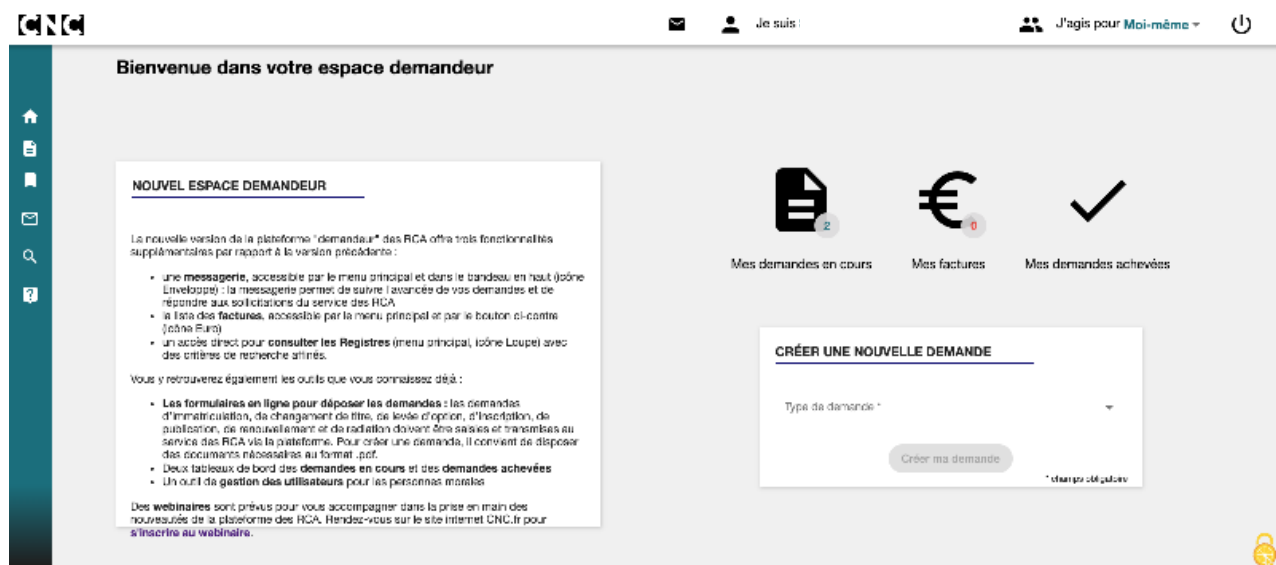 CNC
Je suis :
J'agis pour Moi-même
Bienvenue dans votre espace demandeur
NOUVEL ESPACE DEMANDEUR
La nouvelle version de la plateforme "demandeur" des RCA offre trois fonctionnalités
supplémentaires par rapport à la version précédente :
• une messagerie, accessible par le menu principal et dans le bandeau en haut (icône
Enveloppe) : la messagerie permet de suivre l'avancée de vos demandes et de
répondre aux sollicitations du service des RCA
• la liste des factures, accessible par le menu principal et par le bouton ci-contre
(icône Euro)
• un accès direct pour consulter les Registres (menu principal, icône Loupe) avec
des critères de recherche affinés.
Vous y retrouverez également les outils que vous connaissez déjà :
• Les formulaires en ligne pour déposer les demandes : les demandes
d'immatriculation, de changement de titre, de levée d'option, d'inscription, de
publication, de renouvellement et de radiation doivent être saisies et transmises au
service des RCA via la plateforme. Pour créer une demande, il convient de disposer
des documents nécessaires au format .pdf.
• Deux tableaux de bord des demandes en cours et des demandes achevées
• Un outil de gestion des utilisateurs pour les personnes morales
Des webinaires sont prévus pour vous accompagner dans la prise en main des
nouveautés de la plateforme des RCA. Rendez-vous sur le site internet CNC.fr pour
s'inscrire au webinaire.
2
0
Mes demandes en cours
Mes factures
Mes demandes achevées
CRÉER UNE NOUVELLE DEMANDE
Type de demande *
Créer ma demande
* champs obligatoire